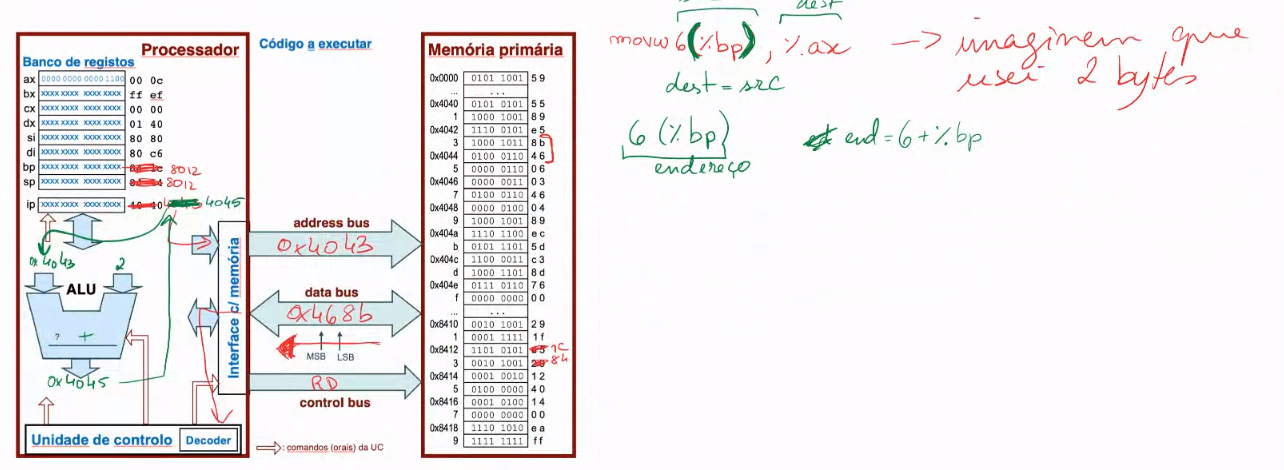 dest
movw 6(%bp), %ax -> imaginem que
usei 2 bytes
dest = src
6 (%bp)
endereço
end = 6 + %bp
Processador
Banco de registos
ax 0000 0000 0000 1100 00 0c
bx XXXX XXXX XXXX XXXX ff ef
cx XXXX XXXX XXXX XXXX 00 00
dx XXXX XXXX XXXX XXXX 01 40
si XXXX XXXX XXXX XXXX 80 80
di XXXX XXXX XXXX XXXX 80 c6
bp XXXX XXXX XXXX XXXX 8012
sp XXXX XXXX XXXX XXXX 8012
ip XXXX XXXX XXXX XXXX 40 40 4045
0x4043 2
ALU
? +
0x4045
Unidade de controlo Decoder
Interface c/ memória
Código a executar
address bus
0x4043
data bus
0x468b
MSB LSB
RD
control bus
: comandos (orais) da UC
Memória primária
0x0000 0101 1001 59
... ...
0x4040 0101 0101 55
1 1000 1001 89
0x4042 1110 0101 e5
3 1000 1011 8b
0x4044 0100 0110 46
5 0000 0110 06
0x4046 0000 0011 03
7 0100 0110 46
0x4048 0000 0100 04
9 1000 1001 89
0x404a 1110 1100 ec
b 0101 1101 5d
0x404c 1100 0011 c3
d 1000 1101 8d
0x404e 0111 0110 76
f 0000 0000 00
... ...
0x8410 0010 1001 29
1 0001 1111 1f
0x8412 1101 0101 1c
3 0010 1001 84
0x8414 0001 0010 12
5 0100 0000 40
0x8416 0001 0100 14
7 0000 0000 00
0x8418 1110 1010 ea
9 1111 1111 ff